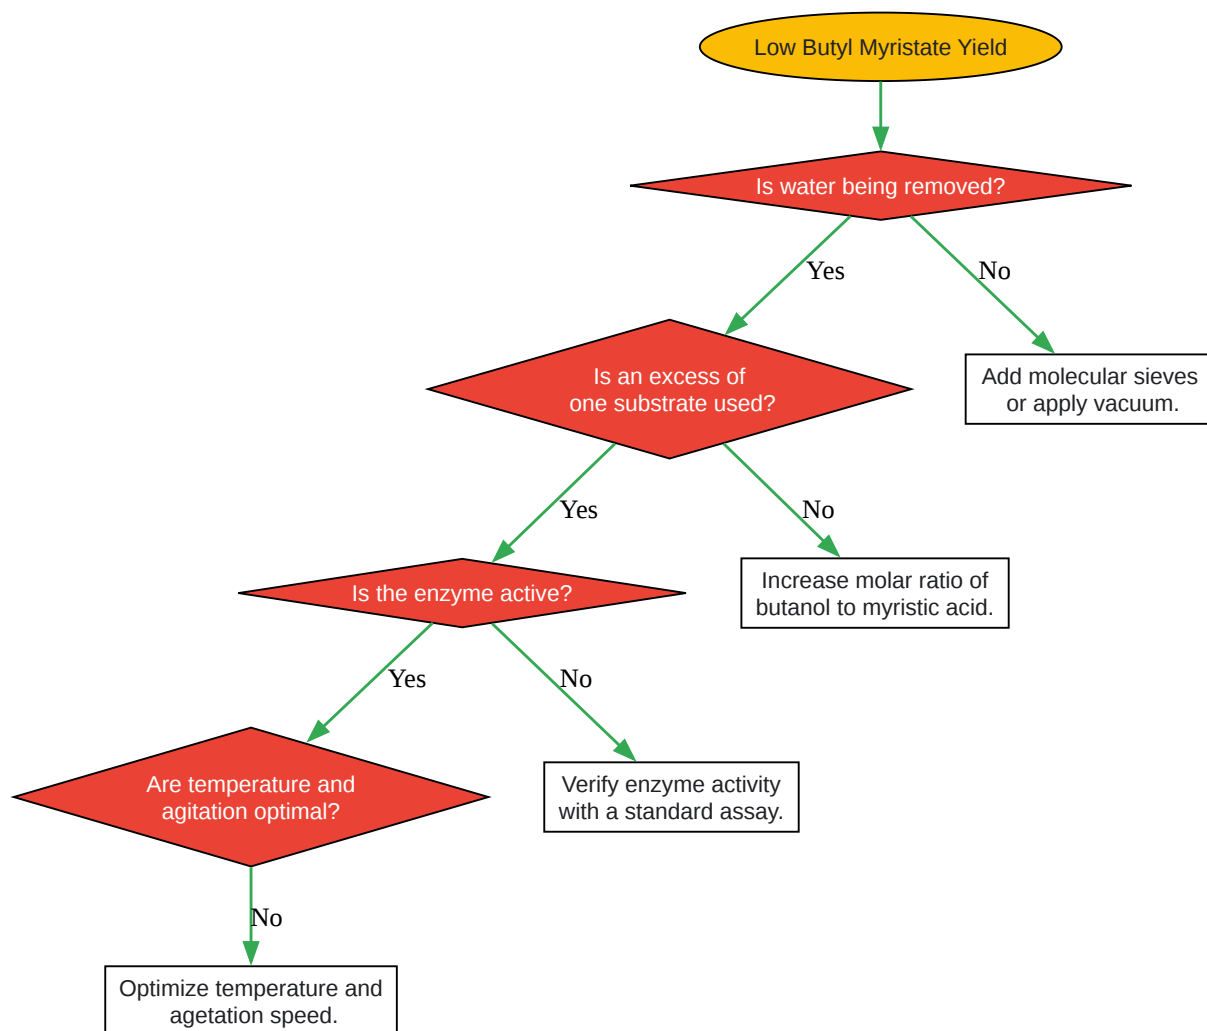 Low Butyl Myristate Yield
Is water being removed?
Yes
No
Is an excess of
one substrate used?
Add molecular sieves
or apply vacuum.
Yes
No
Is the enzyme active?
Increase molar ratio of
butanol to myristic acid.
Yes
No
Are temperature and
agitation optimal?
Verify enzyme activity
with a standard assay.
No
Optimize temperature and
agetation speed.